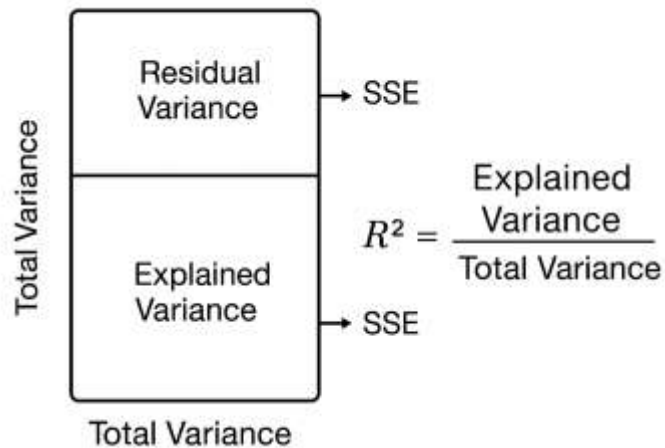 Total Variance
Residual
Variance
SSE
Explained
Variance
SSE
Total Variance
R² = Explained
Variance
Total Variance